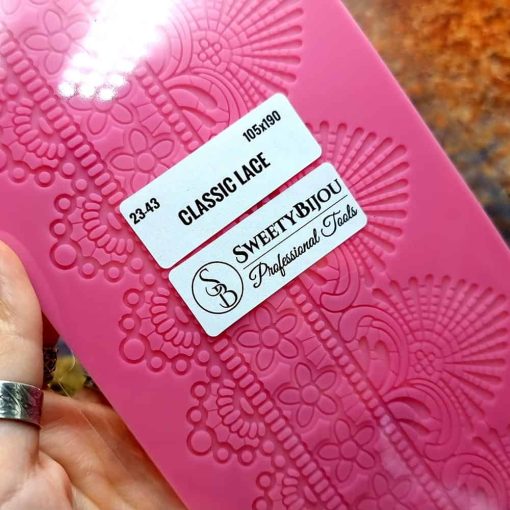 105x190
23-43 CLASSIC LACE
SB SWEETYBIJOU
Professional Tools